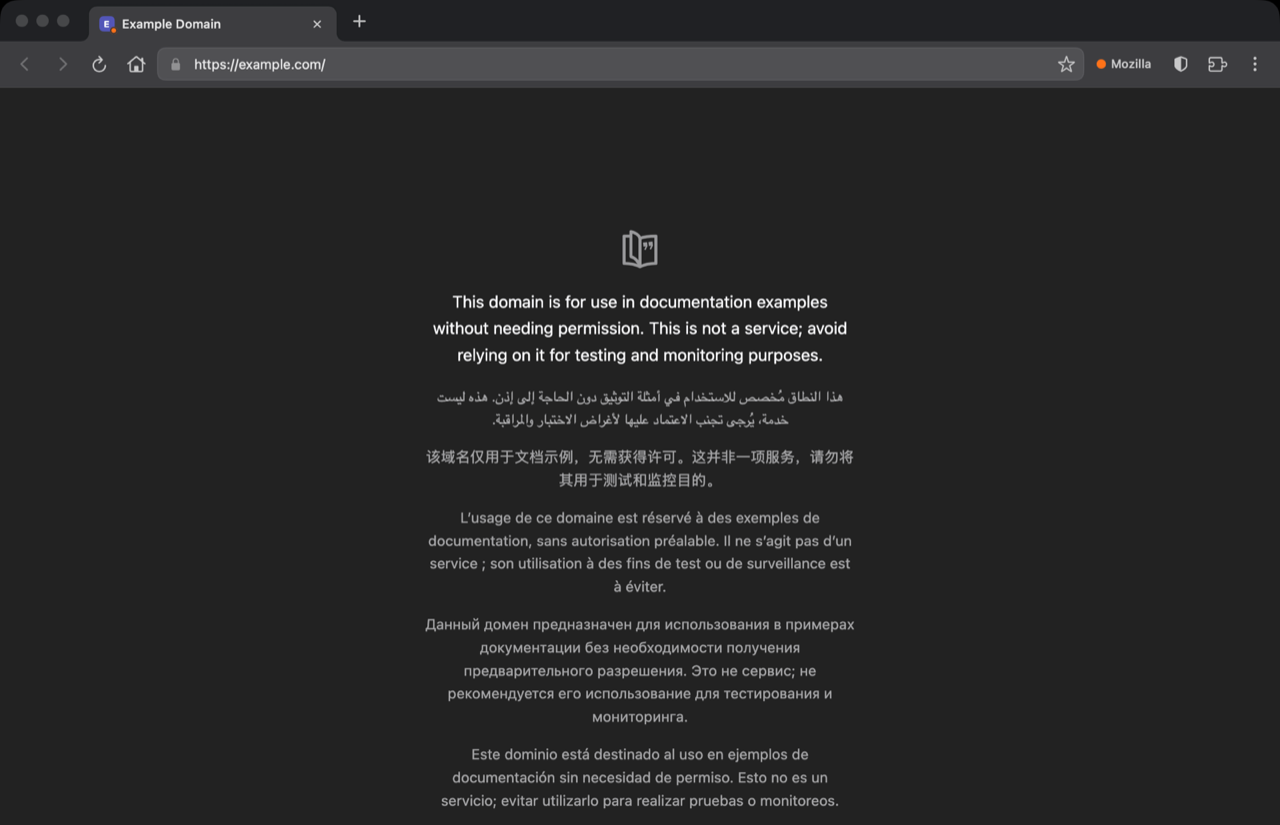 E Example Domain
https://example.com/
Mozilla
This domain is for use in documentation examples
without needing permission. This is not a service; avoid
relying on it for testing and monitoring purposes.
هذا النطاق مُخصص للاستخدام في أمثلة التوثيق دون الحاجة إلى إذن. هذه ليست
خدمة، يُرجى تجنب الاعتماد عليها لأغراض الاختبار والمراقبة.
该域名仅用于文档示例，无需获得许可。这并非一项服务，请勿将
其用于测试和监控目的。
L’usage de ce domaine est réservé à des exemples de
documentation, sans autorisation préalable. Il ne s’agit pas d’un
service ; son utilisation à des fins de test ou de surveillance est
à éviter.
Данный домен предназначен для использования в примерах
документации без необходимости получения
предварительного разрешения. Это не сервис; не
рекомендуется его использование для тестирования и
мониторинга.
Este dominio está destinado al uso en ejemplos de
documentación sin necesidad de permiso. Esto no es un
servicio; evitar utilizarlo para realizar pruebas o monitoreos.